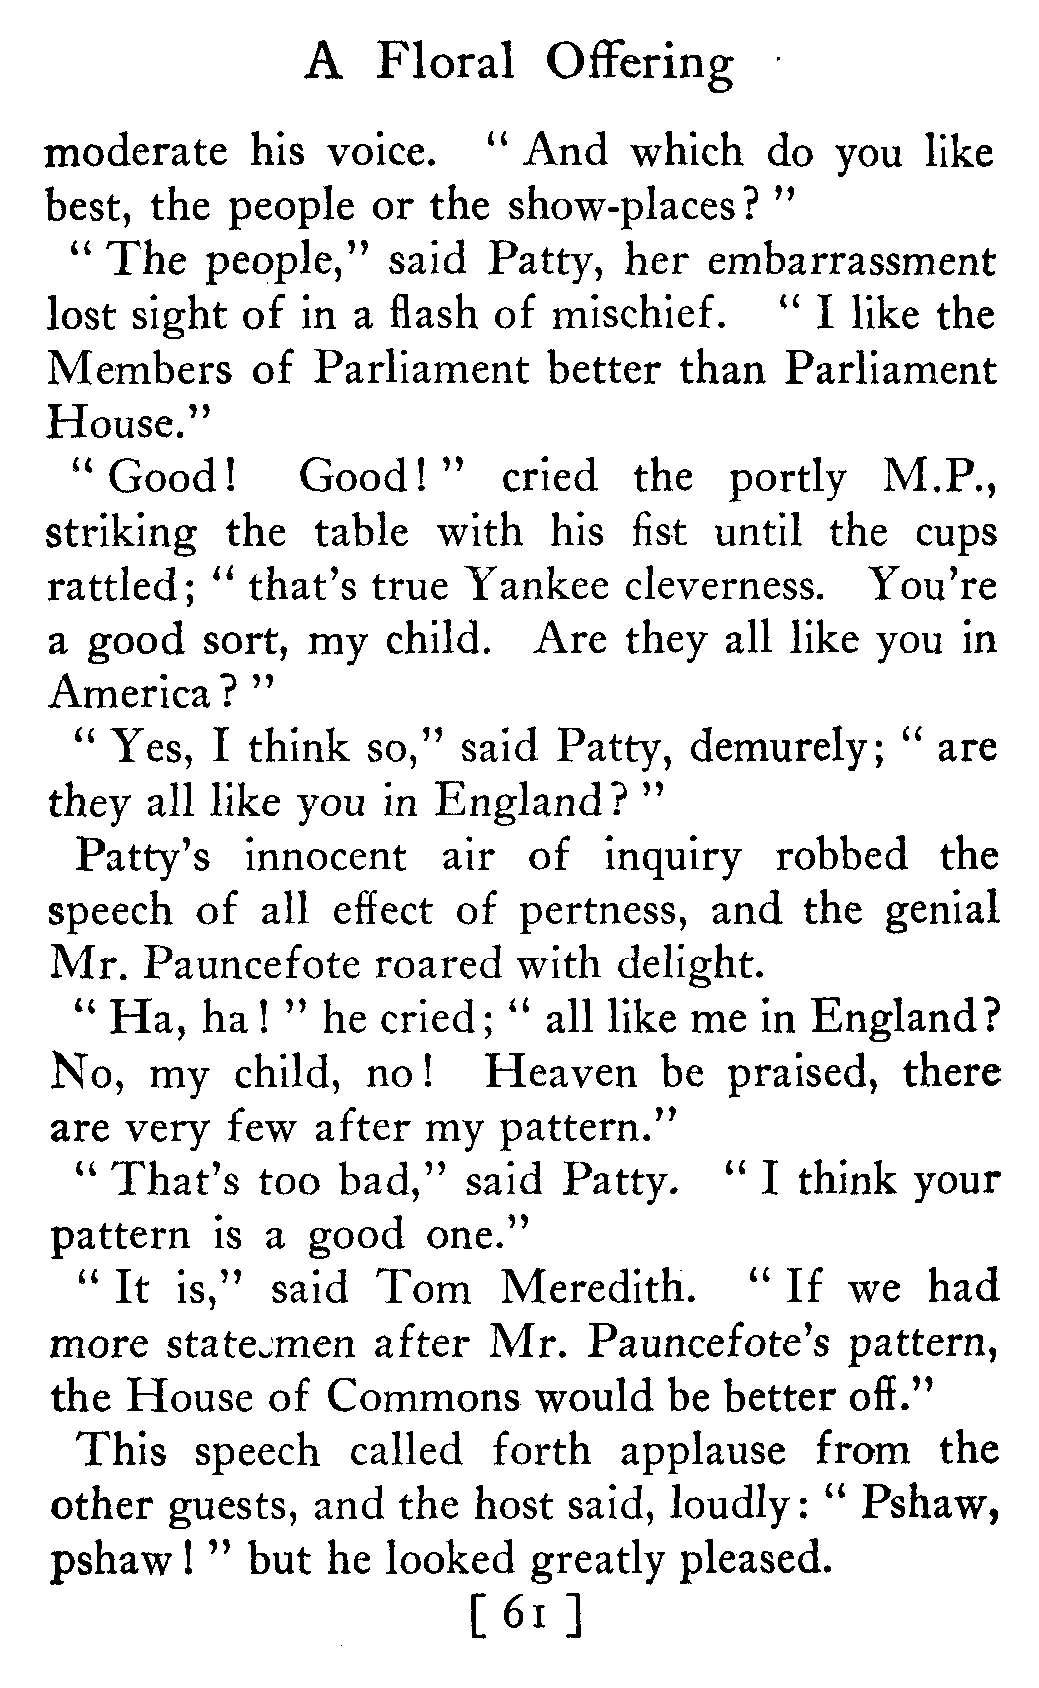 A Floral Offering
moderate his voice. “ And which do you like
best, the people or the show-places? ”
“ The people,” said Patty, her embarrassment
lost sight of in a flash of mischief. “ I like the
Members of Parliament better than Parliament
House.”
“ Good! Good! ” cried the portly M.P.,
striking the table with his fist until the cups
rattled; “ that's true Yankee cleverness. You're
a good sort, my child. Are they all like you in
America? ”
“ Yes, I think so,” said Patty, demurely; “ are
they all like you in England? ”
Patty's innocent air of inquiry robbed the
speech of all effect of pertness, and the genial
Mr. Pauncefote roared with delight.
“ Ha, ha! ” he cried; “ all like me in England?
No, my child, no! Heaven be praised, there
are very few after my pattern.”
“ That's too bad,” said Patty. “ I think your
pattern is a good one.”
“ It is,” said Tom Meredith. “ If we had
more statesmen after Mr. Pauncefote's pattern,
the House of Commons would be better off.”
This speech called forth applause from the
other guests, and the host said, loudly: “ Pshaw,
pshaw! ” but he looked greatly pleased.
[ 61 ]